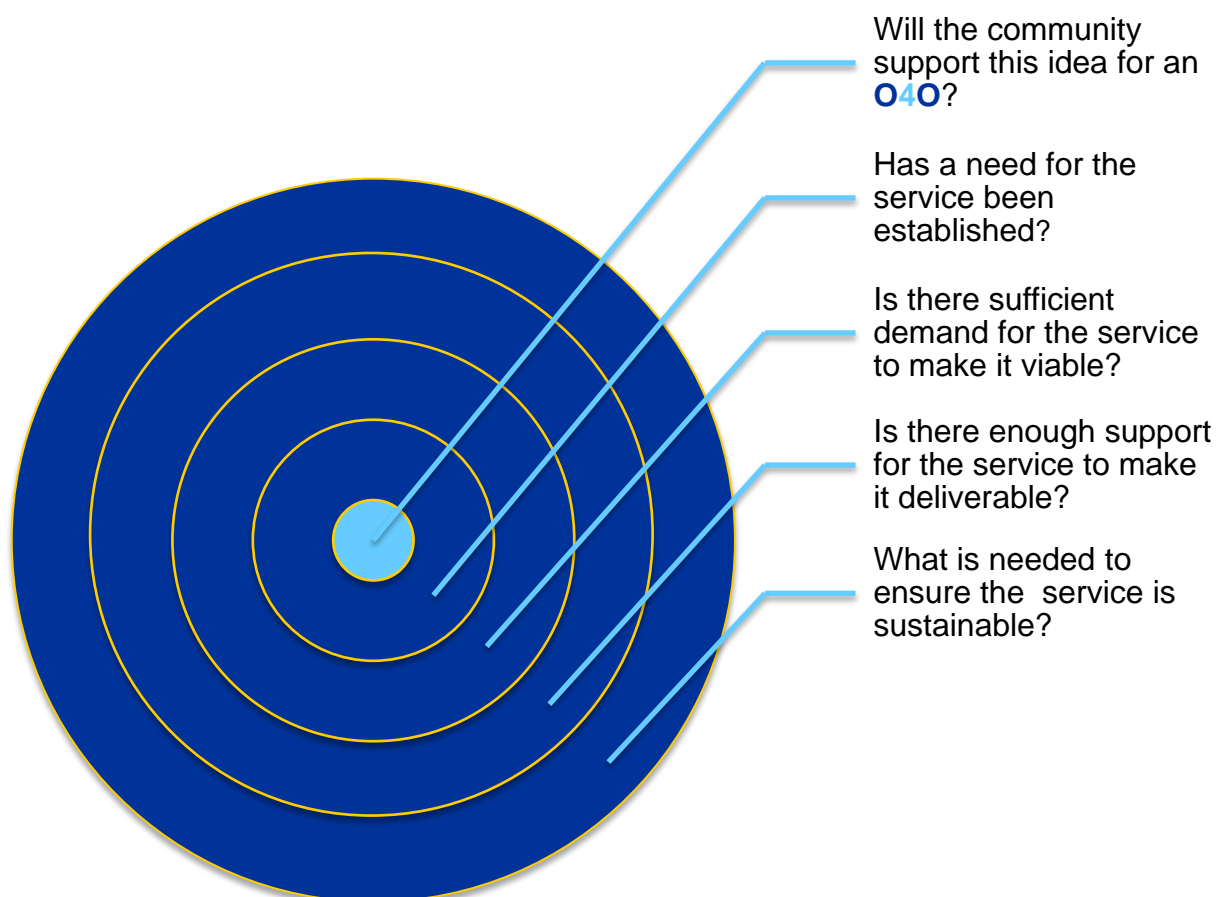 Will the community
support this idea for an
O4O?
Has a need for the
service been
established?
Is there sufficient
demand for the service
to make it viable?
Is there enough support
for the service to make
it deliverable?
What is needed to
ensure the  service is
sustainable?